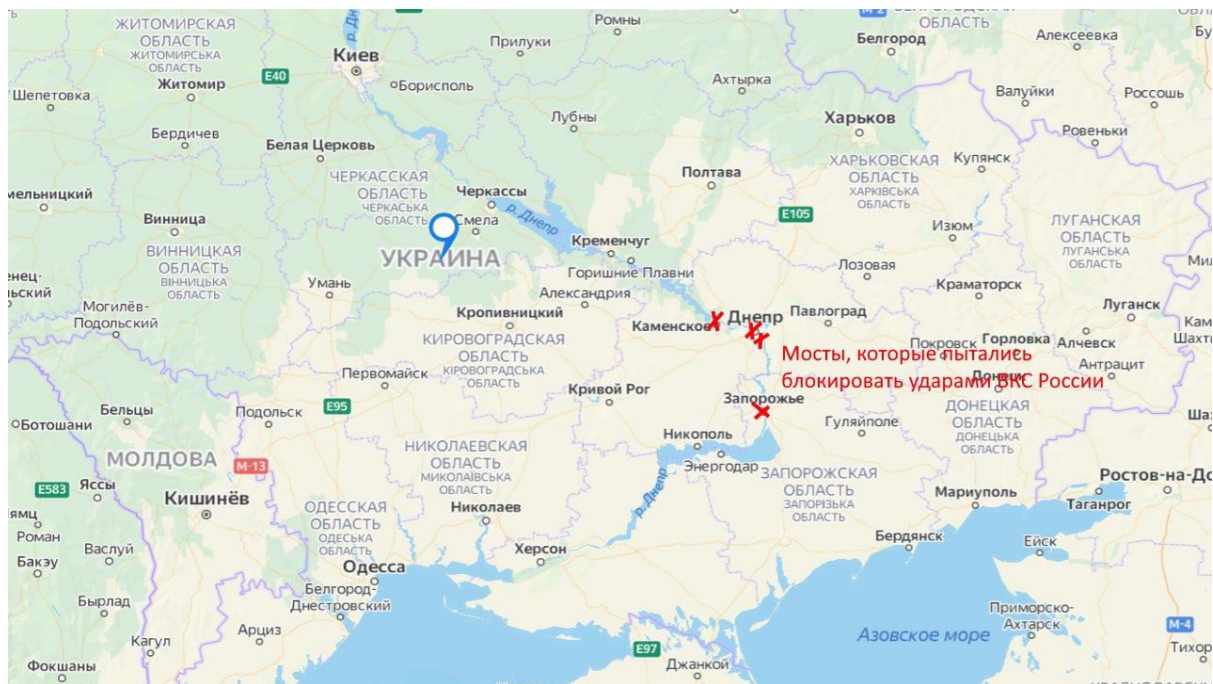 ЖИТОМИРСКАЯ
ОБЛАСТЬ
ЖИТОМИРСЬКА
ОБЛАСТЬ
Киев
Ромны
М-2
ОБЛАСТЬ
Прилуки
Белгород
Алексеевка
E40
Борисполь
Житомир
Шепетовка
Ахтырка
Валуйки
Россошь
Лубны
Бердичев
Белая Церковь
Харьков
Ровеньки
ЧЕРКАССКАЯ
ОБЛАСТЬ
ЧЕРКАСЬКА
ОБЛАСТЬ
ХАРЬКОВСКАЯ
ОБЛАСТЬ
ХАРКІВСЬКА
ОБЛАСТЬ
Купянск
Полтава
мельницкий
Черкассы
Винница
Смела
р. Днепр
E105
Изюм
ЛУГАНСКАЯ
ОБЛАСТЬ
ЛУГАНСЬКА
ОБЛАСТЬ
ВИННИЦКАЯ
ОБЛАСТЬ
ВІННИЦЬКА
ОБЛАСТЬ
УКРАИНА
Кременчуг
Горишние Плавни
Лозовая
Умань
Александрия
Краматорск
Могилёв-
Подольский
Кропивницкий
Каменское
Днепр
Павлоград
Луганск
КИРОВОГРАДСКАЯ
ОБЛАСТЬ
КІРОВОГРАДСЬКА
ОБЛАСТЬ
Покровск
Горловка
Алчевск
Мосты, которые пытались
блокировать ударами ВКС России
Антрацит
Донецк
Первомайск
Кривой Рог
Запорожье
ДОНЕЦКАЯ
ОБЛАСТЬ
ДОНЕЦЬКА
ОБЛАСТЬ
Бельцы
Подольск
E95
Ботошани
Гуляйполе
Никополь
НИКОЛАЕВСКАЯ
ОБЛАСТЬ
МИКОЛАЇВСЬКА
ОБЛАСТЬ
МОЛДОВА
М-13
Энергодар
ЗАПОРОЖСКАЯ
ОБЛАСТЬ
ЗАПОРІЗЬКА
ОБЛАСТЬ
Ростов-на-До
E583
Яссы
Кишинёв
Таганрог
Мариуполь
ОДЕССКАЯ
ОБЛАСТЬ
ОДЕСЬКА
ОБЛАСТЬ
р. Днепр
Николаев
Роман
Васлуй
Бакэу
Херсон
Бердянск
Ейск
Одесса
Белгород-
Днестровский
Бырлад
Приморско-
Ахтарск
Арциз
Азовское море
М-4
Кагул
E97
Тихор
Фокшаны
Джанкой